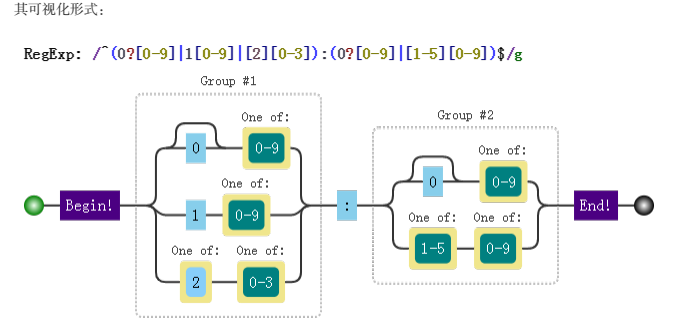 其可视化形式：
RegExp: /^(0?[0-9]|1[0-9]|[2][0-3]):(0?[0-9]|[1-5][0-9])$/g
Group #1
One of:
0
0-9
One of:
1
0-9
One of:
One of:
2
0-3
Begin!
:
Group #2
One of:
0
0-9
One of:
One of:
1-5
0-9
End!